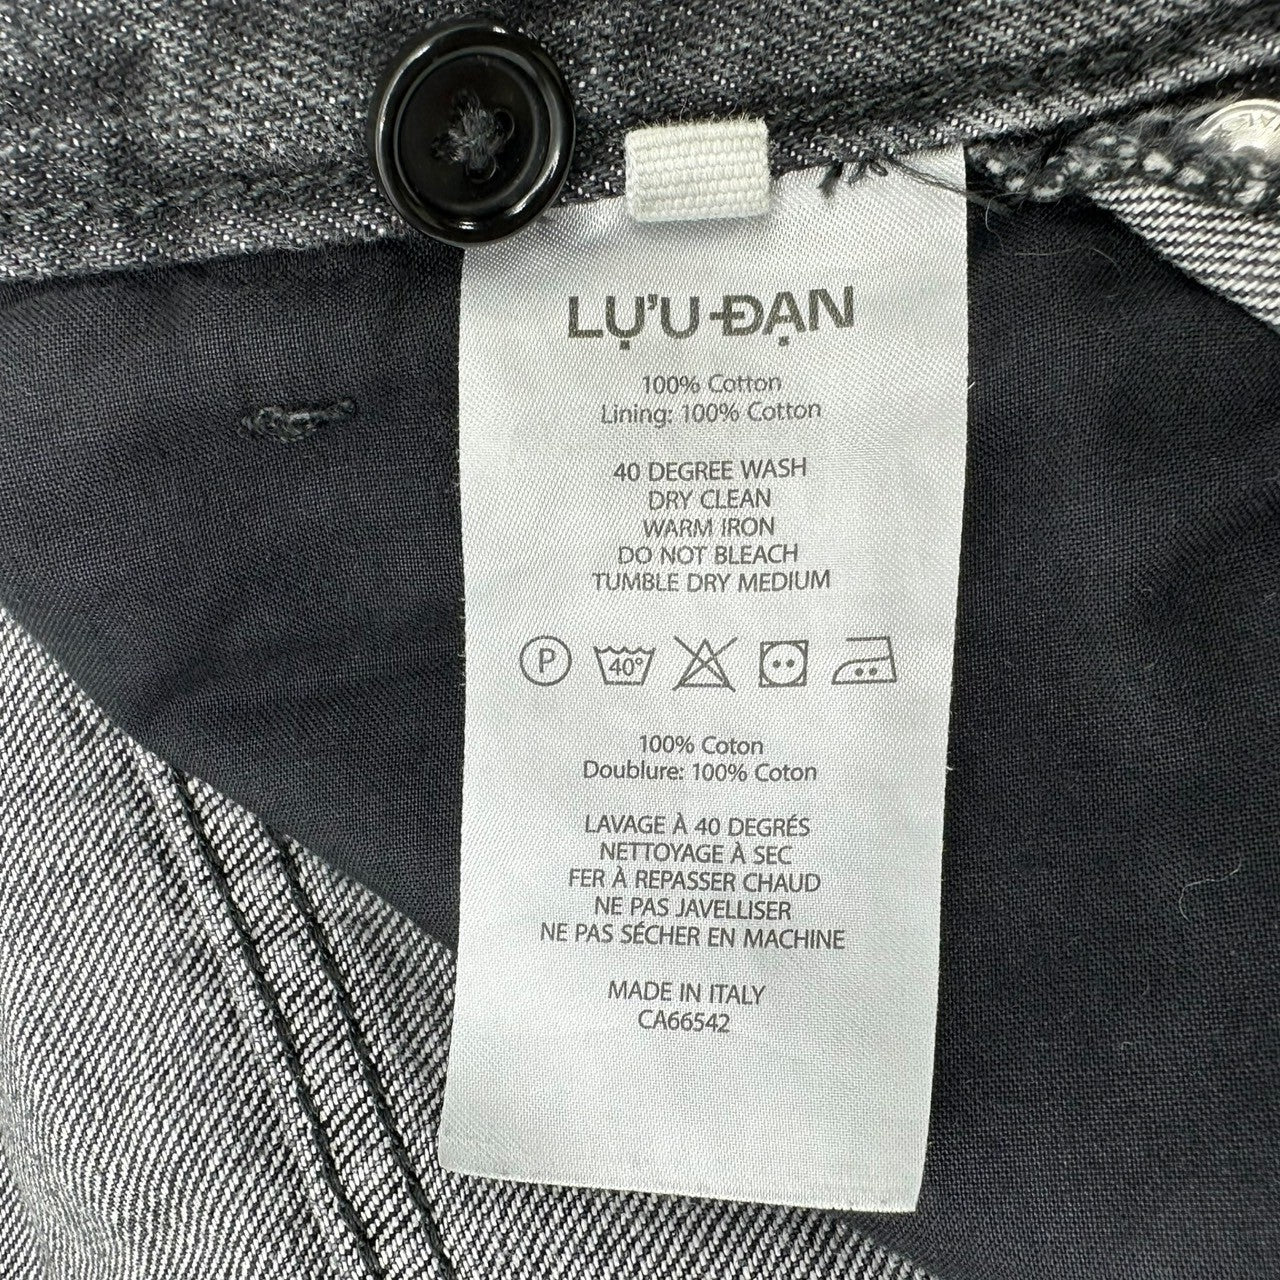 LỰ'U-ĐẠN
100% Cotton
Lining: 100% Cotton
40 DEGREE WASH
DRY CLEAN
WARM IRON
DO NOT BLEACH
TUMBLE DRY MEDIUM
P 40°
100% Coton
Doublure: 100% Coton
LAVAGE À 40 DEGRÉS
NETTOYAGE À SEC
FER À REPASSER CHAUD
NE PAS JAVELLISER
NE PAS SÉCHER EN MACHINE
MADE IN ITALY
CA66542